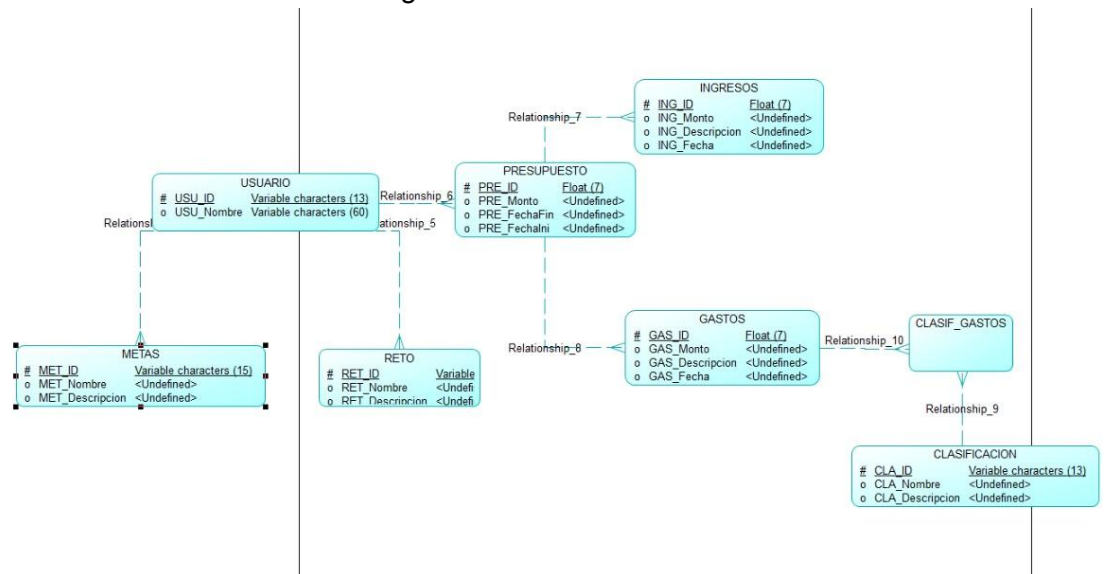 INGRESOS
# ING_ID Float (7)
o ING_Monto <Undefined>
o ING_Descripcion <Undefined>
o ING_Fecha <Undefined>
Relationship_7
PRESUPUESTO
# PRE_ID Float (7)
o PRE_Monto <Undefined>
o PRE_FechaFin <Undefined>
o PRE_FechaIni <Undefined>
USUARIO
# USU_ID Variable characters (13)
o USU_Nombre Variable characters (60)
Relationship_6
ationship_5
GASTOS
# GAS_ID Float (7)
o GAS_Monto <Undefined>
o GAS_Descripcion <Undefined>
o GAS_Fecha <Undefined>
Relationship_8
Relationship_10
CLASIF_GASTOS
METAS
# MET_ID Variable characters (15)
o MET_Nombre <Undefined>
o MET_Descripcion <Undefined>
RETO
# RET_ID Variable
o RET_Nombre <Undefi
o RET_Descripcion <Undefi
Relationship_9
CLASIFICACION
# CLA_ID Variable characters (13)
o CLA_Nombre <Undefined>
o CLA_Descripcion <Undefined>